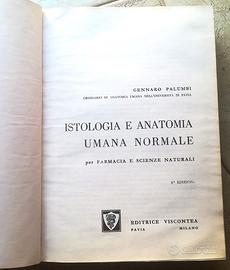 GENNARO PALUMBI
ORDINARIO DI ANATOMIA UMANA NELL'UNIVERSITÀ DI PAVIA
ISTOLOGIA E ANATOMIA
UMANA NORMALE
per FARMACIA E SCIENZE NATURALI
EDIZIONE
EDITRICE VISCONTEA
PAVIA MILANO